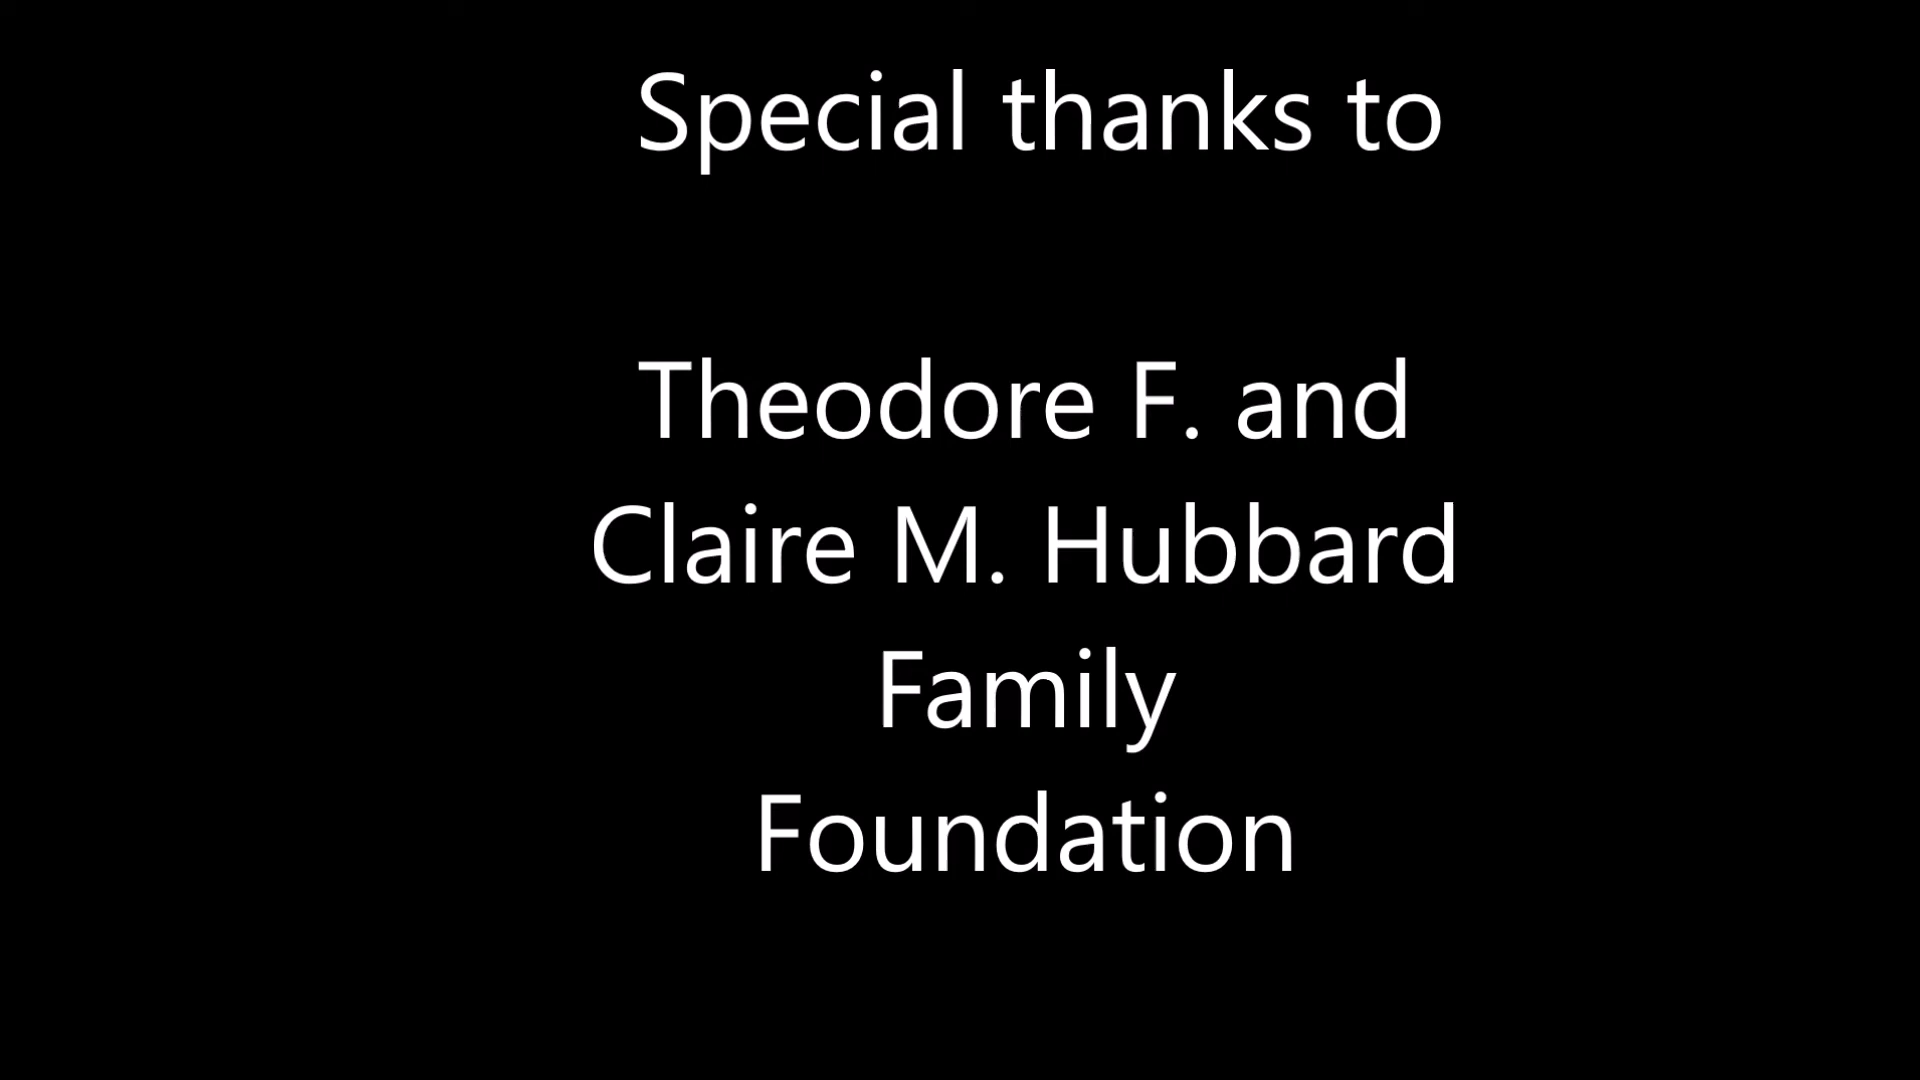 Special thanks to
Theodore F. and
Claire M. Hubbard
Family
Foundation